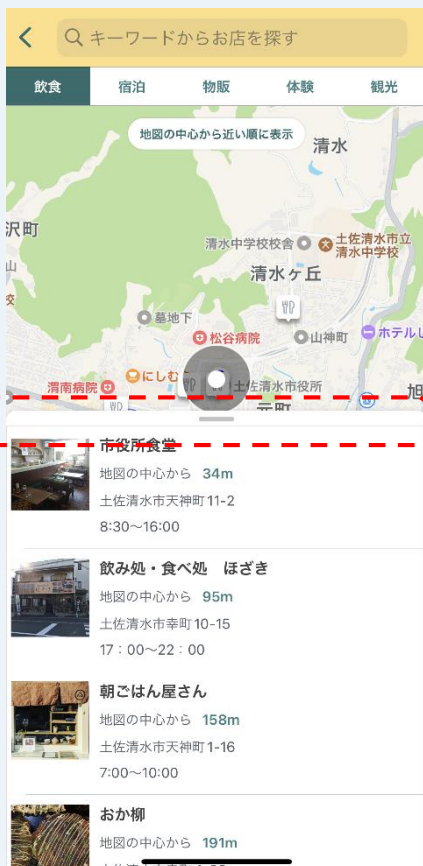 キーワードからお店を探す
飲食 宿泊 物販 体験 観光
地図の中心から近い順に表示
清水
沢町
山
清水中学校校舎
土佐清水市立
清水中学校
校
清水ヶ丘
墓地下
松谷病院
山神町
ホテルし
渭南病院
にしむ
土佐清水市役所
旭
元町
市役所食堂
地図の中心から 34m
土佐清水市天神町11-2
8:30～16:00
飲み処・食べ処 ほざき
地図の中心から 95m
土佐清水市幸町10-15
17：00～22：00
朝ごはん屋さん
地図の中心から 158m
土佐清水市天神町1-16
7:00～10:00
おか柳
地図の中心から 191m